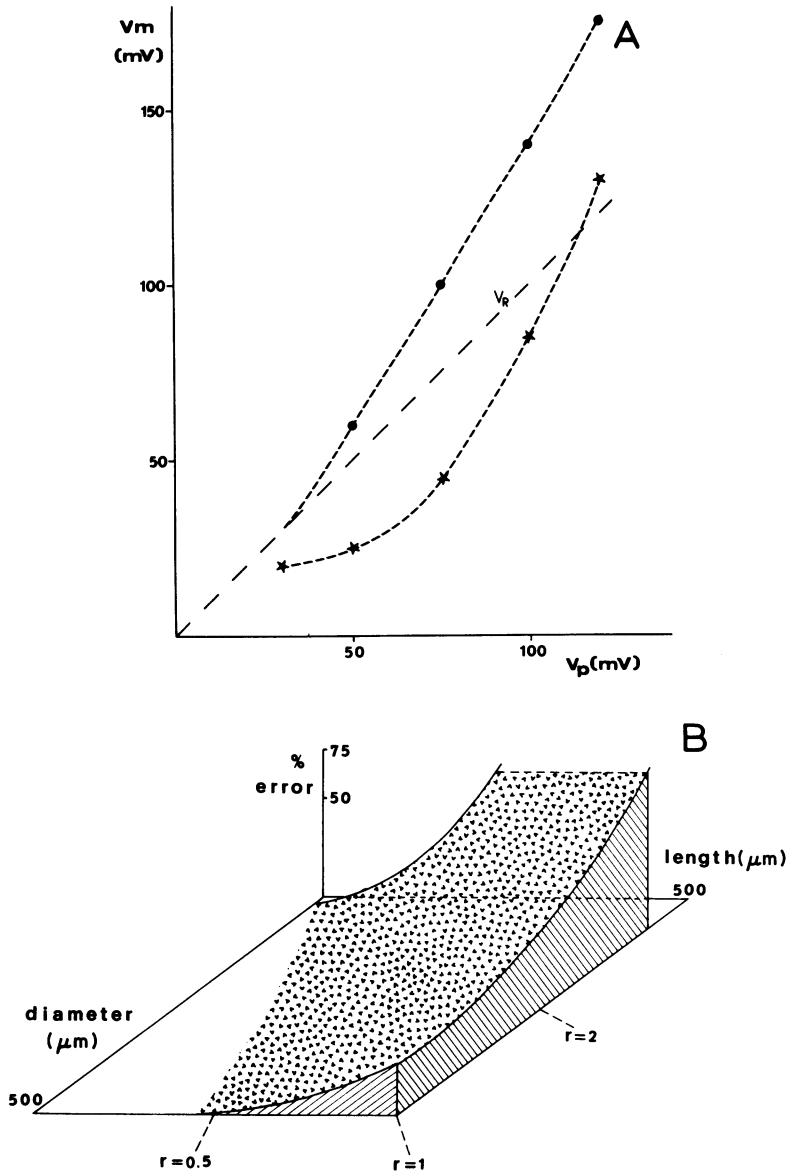 Vm
(mV)
A
150
100
50
VR
50
100
Vp(mV)
B
%
error
75
50
length(μm)
500
diameter
(μm)
500
r=2
r=0.5
r=1